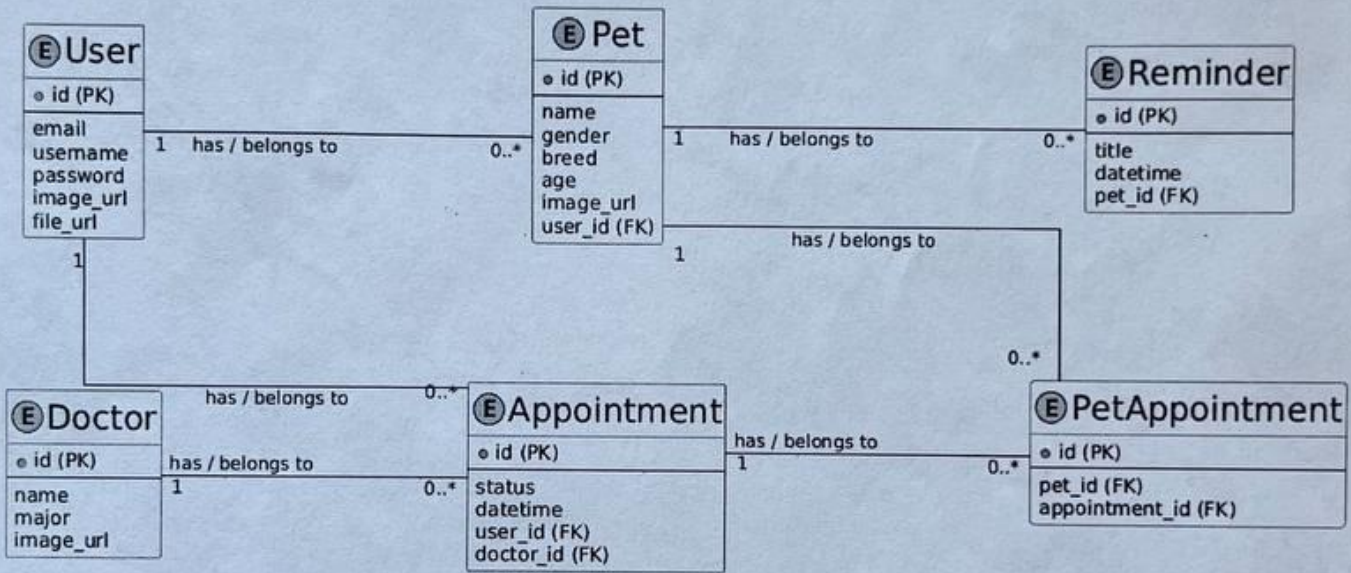 E User
id (PK)
email
username
password
image_url
file_url
E Pet
id (PK)
name
gender
breed
age
image_url
user_id (FK)
E Reminder
id (PK)
title
datetime
pet_id (FK)
1 has / belongs to 0..*
1 has / belongs to 0..*
1 has / belongs to 0..*
1 has / belongs to 0..*
E Doctor
id (PK)
name
major
image_url
1 has / belongs to 0..*
E Appointment
id (PK)
status
datetime
user_id (FK)
doctor_id (FK)
has / belongs to
1 0..*
E PetAppointment
id (PK)
pet_id (FK)
appointment_id (FK)